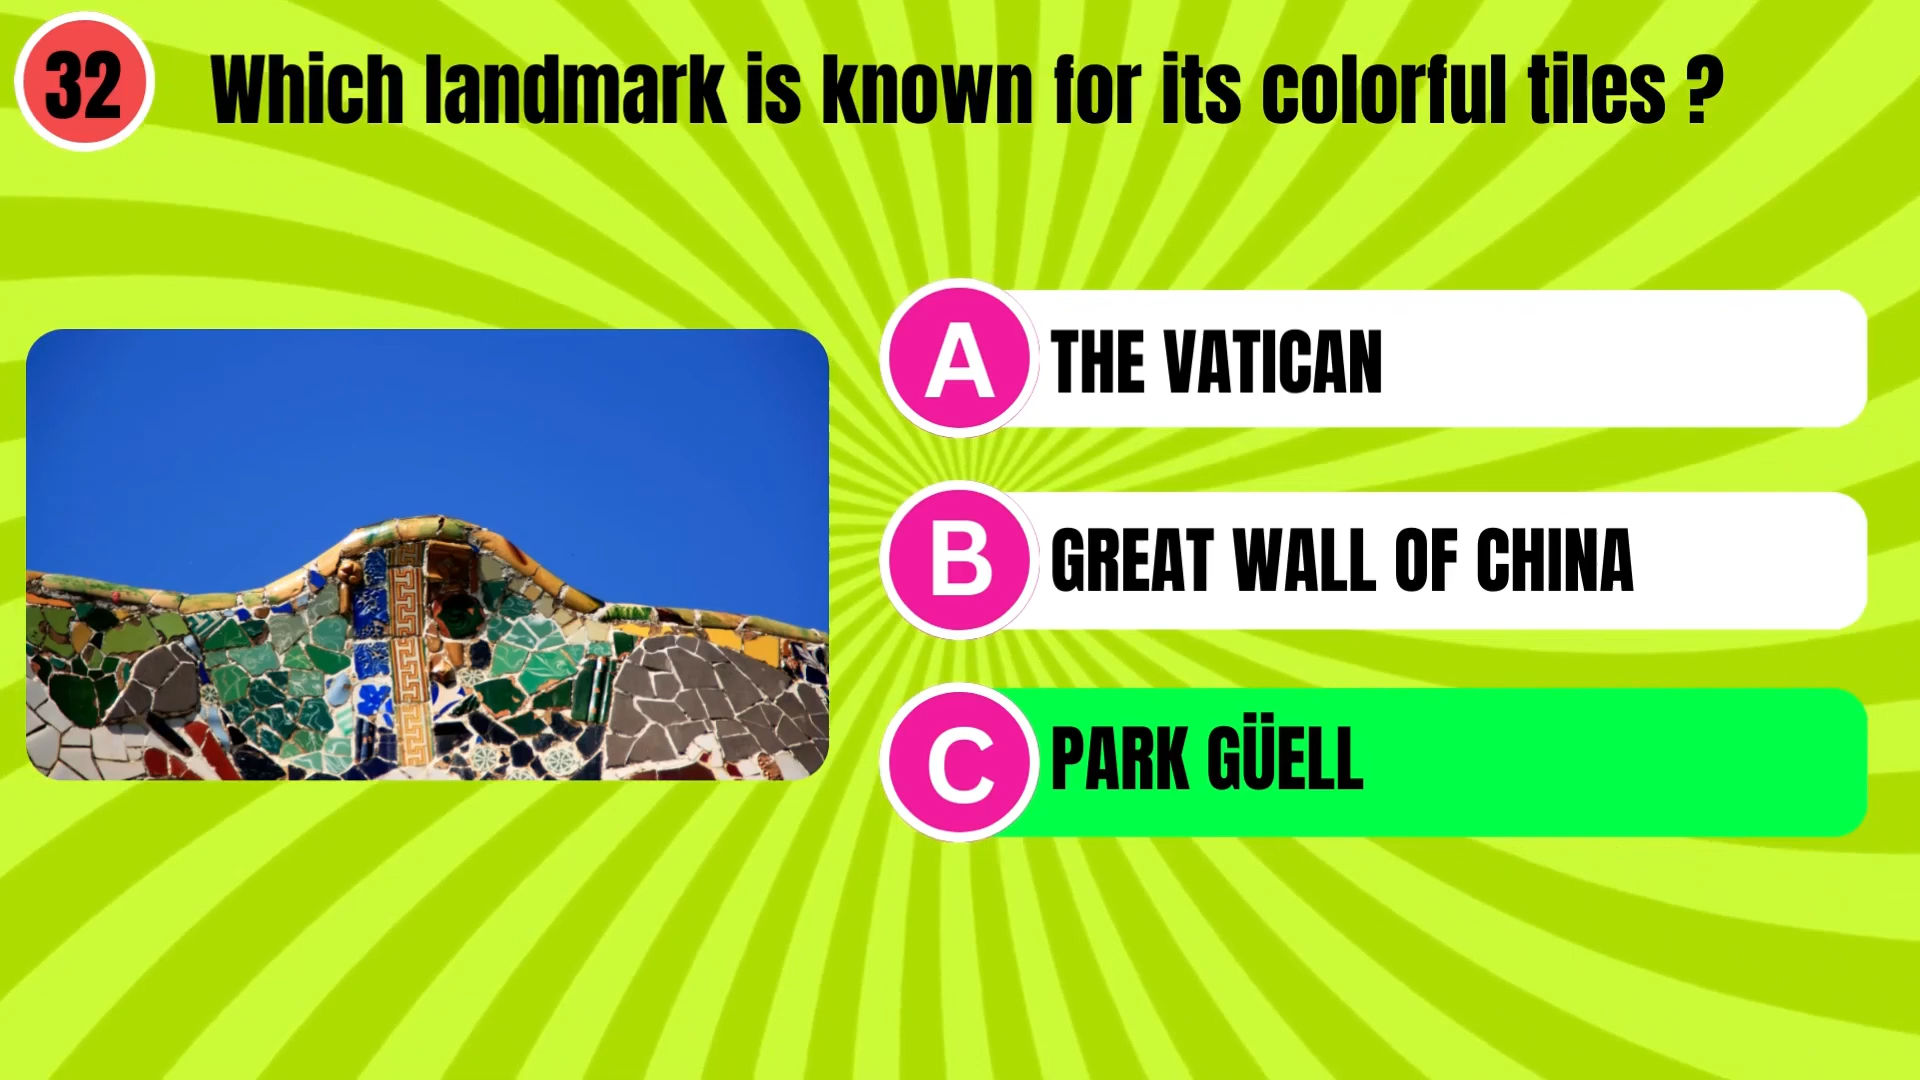 32
Which landmark is known for its colorful tiles ?
A THE VATICAN
B GREAT WALL OF CHINA
C PARK GÜELL